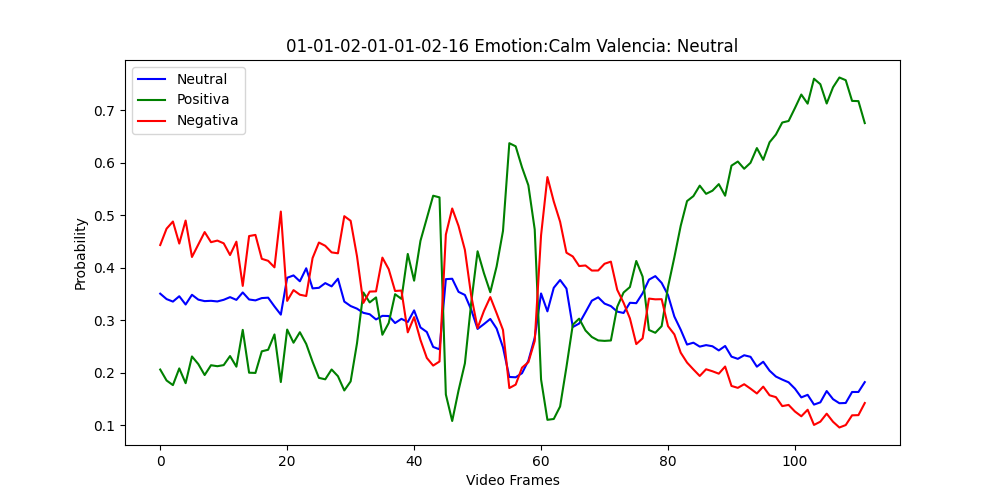 01-01-02-01-01-02-16 Emotion:Calm Valencia: Neutral
Neutral
Positiva
Negativa
Probability
0.7
0.6
0.5
0.4
0.3
0.2
0.1
0 20 40 60 80 100
Video Frames